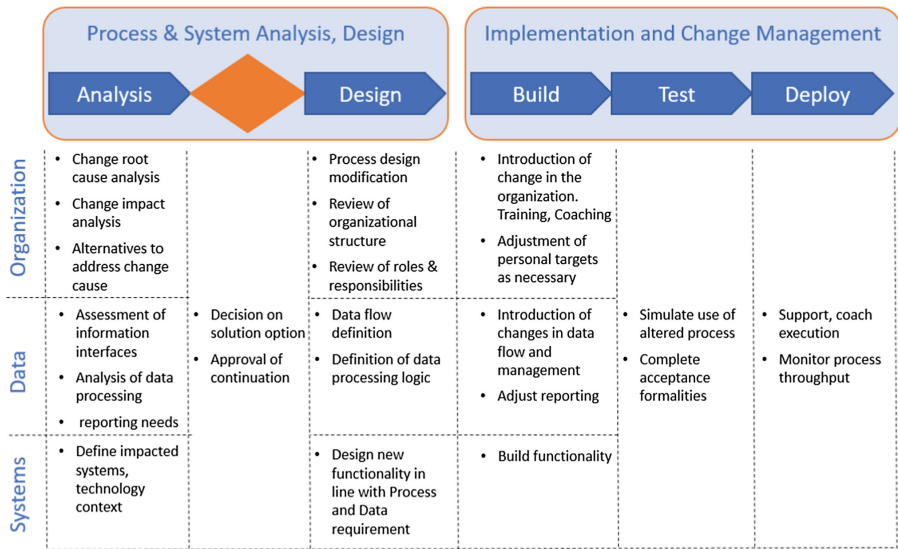 Process & System Analysis, Design
Implementation and Change Management
Analysis
Design
Build
Test
Deploy
Organization
• Change root
cause analysis
• Change impact
analysis
• Alternatives to
address change
cause
• Process design
modification
• Review of
organizational
structure
• Review of roles &
responsibilities
• Introduction of
change in the
organization.
Training, Coaching
• Adjustment of
personal targets
as necessary
Data
• Assessment of
information
interfaces
• Analysis of data
processing
• reporting needs
• Decision on
solution option
• Approval of
continuation
• Data flow
definition
• Definition of data
processing logic
• Introduction of
changes in data
flow and
management
• Adjust reporting
• Simulate use of
altered process
• Complete
acceptance
formalities
• Support, coach
execution
• Monitor process
throughput
Systems
• Define impacted
systems,
technology
context
• Design new
functionality in
line with Process
and Data
requirement
• Build functionality